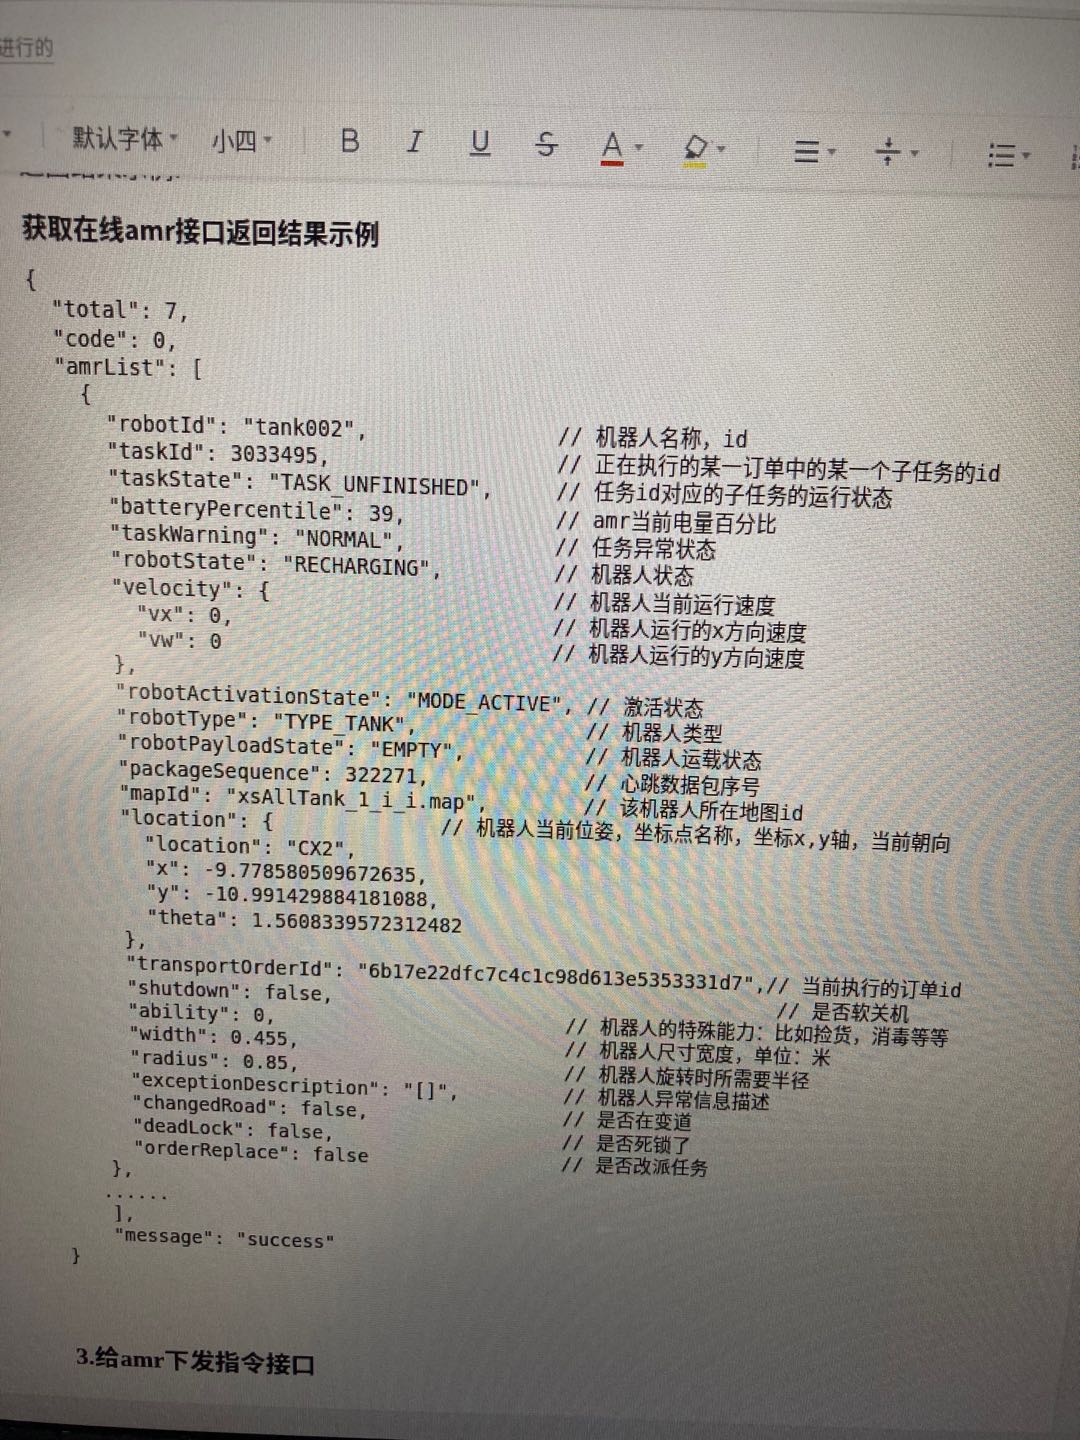 进行的
默认字体 小四 B I U S A
获取在线amr接口返回结果示例
{
"total": 7,
"code": 0,
"amrList": [
{
"robotId": "tank002", // 机器人名称，id
"taskId": 3033495, // 正在执行的某一订单中的某一个子任务的id
"taskState": "TASK_UNFINISHED", // 任务id对应的子任务的运行状态
"batteryPercentile": 39, // amr当前电量百分比
"taskWarning": "NORMAL", // 任务异常状态
"robotState": "RECHARGING", // 机器人状态
"velocity": { // 机器人当前运行速度
"vx": 0, // 机器人运行的x方向速度
"vw": 0 // 机器人运行的y方向速度
},
"robotActivationState": "MODE_ACTIVE", // 激活状态
"robotType": "TYPE_TANK", // 机器人类型
"robotPayloadState": "EMPTY", // 机器人运载状态
"packageSequence": 322271, // 心跳数据包序号
"mapId": "xsAllTank_1_i_i.map", // 该机器人所在地图id
"location": { // 机器人当前位姿，坐标点名称，坐标x,y轴，当前朝向
"location": "CX2",
"x": -9.778580509672635,
"y": -10.991429884181088,
"theta": 1.5608339572312482
},
"transportOrderId": "6b17e22dfc7c4c1c98d613e5353331d7",// 当前执行的订单id
"shutdown": false, // 是否软关机
"ability": 0, // 机器人的特殊能力：比如捡货，消毒等等
"width": 0.455, // 机器人尺寸宽度，单位：米
"radius": 0.85, // 机器人旋转时所需要半径
"exceptionDescription": "[]", // 机器人异常信息描述
"changedRoad": false, // 是否在变道
"deadLock": false, // 是否死锁了
"orderReplace": false // 是否改派任务
},
......
],
"message": "success"
}
3.给amr下发指令接口